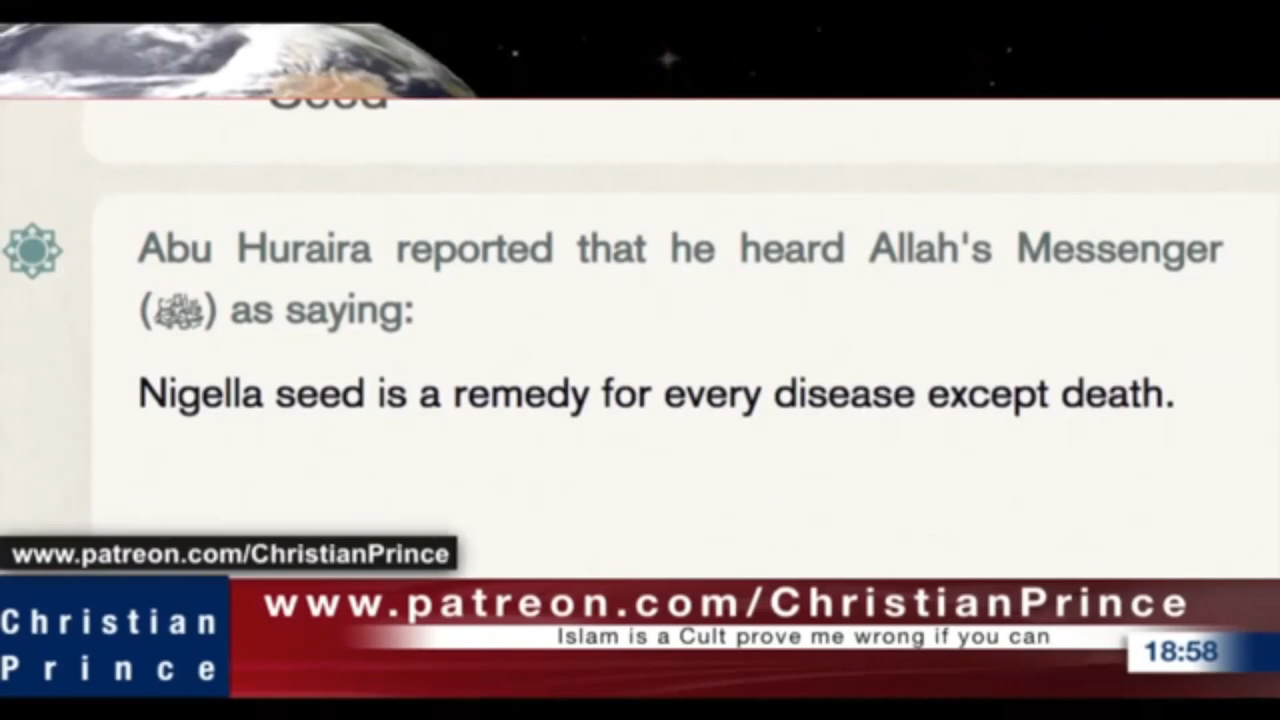 Abu Huraira reported that he heard Allah's Messenger
(ﷺ) as saying:
Nigella seed is a remedy for every disease except death.
www.patreon.com/ChristianPrince
www.patreon.com/ChristianPrince
Christian
Prince
Islam is a Cult prove me wrong if you can
18:58